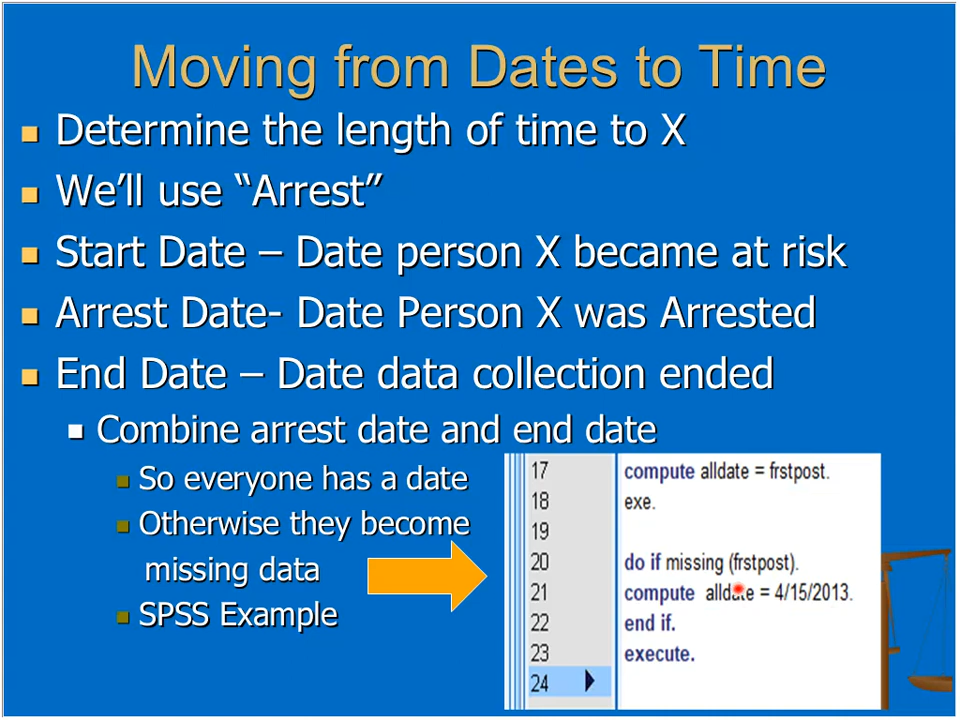 Moving from Dates to Time
Determine the length of time to X
We’ll use “Arrest”
Start Date – Date person X became at risk
Arrest Date- Date Person X was Arrested
End Date – Date data collection ended
Combine arrest date and end date
So everyone has a date
Otherwise they become
missing data
SPSS Example
17 compute alldate = frstpost.
18 exe.
19
20 do if missing (frstpost).
21 compute alldate = 4/15/2013.
22 end if.
23 execute.
24